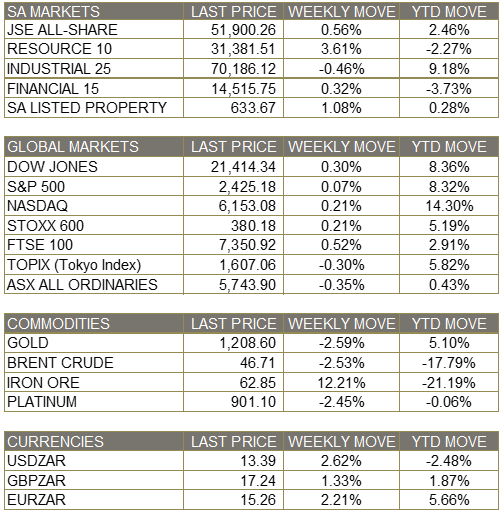 SA MARKETS LAST PRICE WEEKLY MOVE YTD MOVE
JSE ALL-SHARE 51,900.26 0.56% 2.46%
RESOURCE 10 31,381.51 3.61% -2.27%
INDUSTRIAL 25 70,186.12 -0.46% 9.18%
FINANCIAL 15 14,515.75 0.32% -3.73%
SA LISTED PROPERTY 633.67 1.08% 0.28%
GLOBAL MARKETS LAST PRICE WEEKLY MOVE YTD MOVE
DOW JONES 21,414.34 0.30% 8.36%
S&P 500 2,425.18 0.07% 8.32%
NASDAQ 6,153.08 0.21% 14.30%
STOXX 600 380.18 0.21% 5.19%
FTSE 100 7,350.92 0.52% 2.91%
TOPIX (Tokyo Index) 1,607.06 -0.30% 5.82%
ASX ALL ORDINARIES 5,743.90 -0.35% 0.43%
COMMODITIES LAST PRICE WEEKLY MOVE YTD MOVE
GOLD 1,208.60 -2.59% 5.10%
BRENT CRUDE 46.71 -2.53% -17.79%
IRON ORE 62.85 12.21% -21.19%
PLATINUM 901.10 -2.45% -0.06%
CURRENCIES LAST PRICE WEEKLY MOVE YTD MOVE
USDZAR 13.39 2.62% -2.48%
GBPZAR 17.24 1.33% 1.87%
EURZAR 15.26 2.21% 5.66%